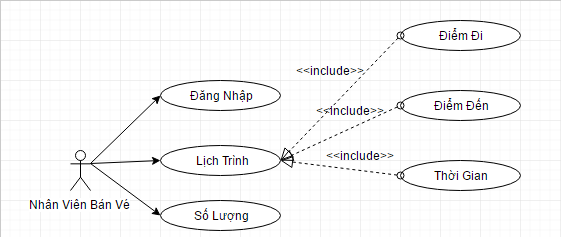 Điểm Đi
<<include>>
Đăng Nhập
<<include>>
Điểm Đến
Lịch Trình
<<include>>
Thời Gian
Nhân Viên Bán Vé
Số Lượng